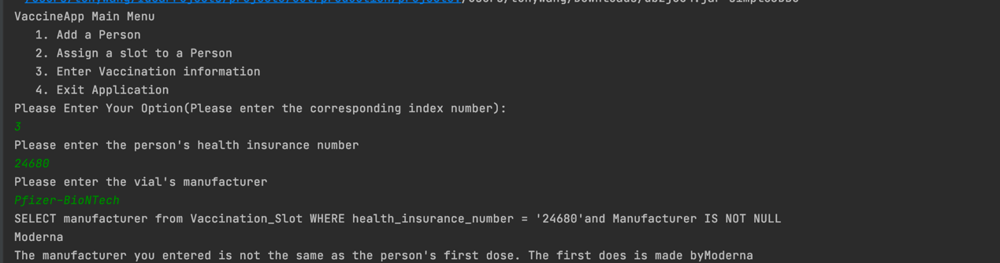 VaccineApp Main Menu
1. Add a Person
2. Assign a slot to a Person
3. Enter Vaccination information
4. Exit Application
Please Enter Your Option(Please enter the corresponding index number):
3
Please enter the person's health insurance number
24680
Please enter the vial's manufacturer
Pfizer-BioNTech
SELECT manufacturer from Vaccination_Slot WHERE health_insurance_number = '24680'and Manufacturer IS NOT NULL
Moderna
The manufacturer you entered is not the same as the person's first dose. The first does is made byModerna